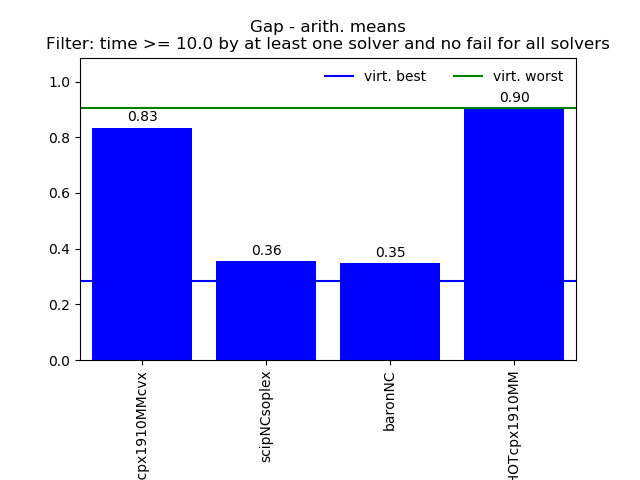 Gap - arith. means
Filter: time >= 10.0 by at least one solver and no fail for all solvers
virt. best
virt. worst
1.0
0.8
0.6
0.4
0.2
0.0
0.83
0.36
0.35
0.90
cpx1910MMcvx
scipNCsoplex
baronNC